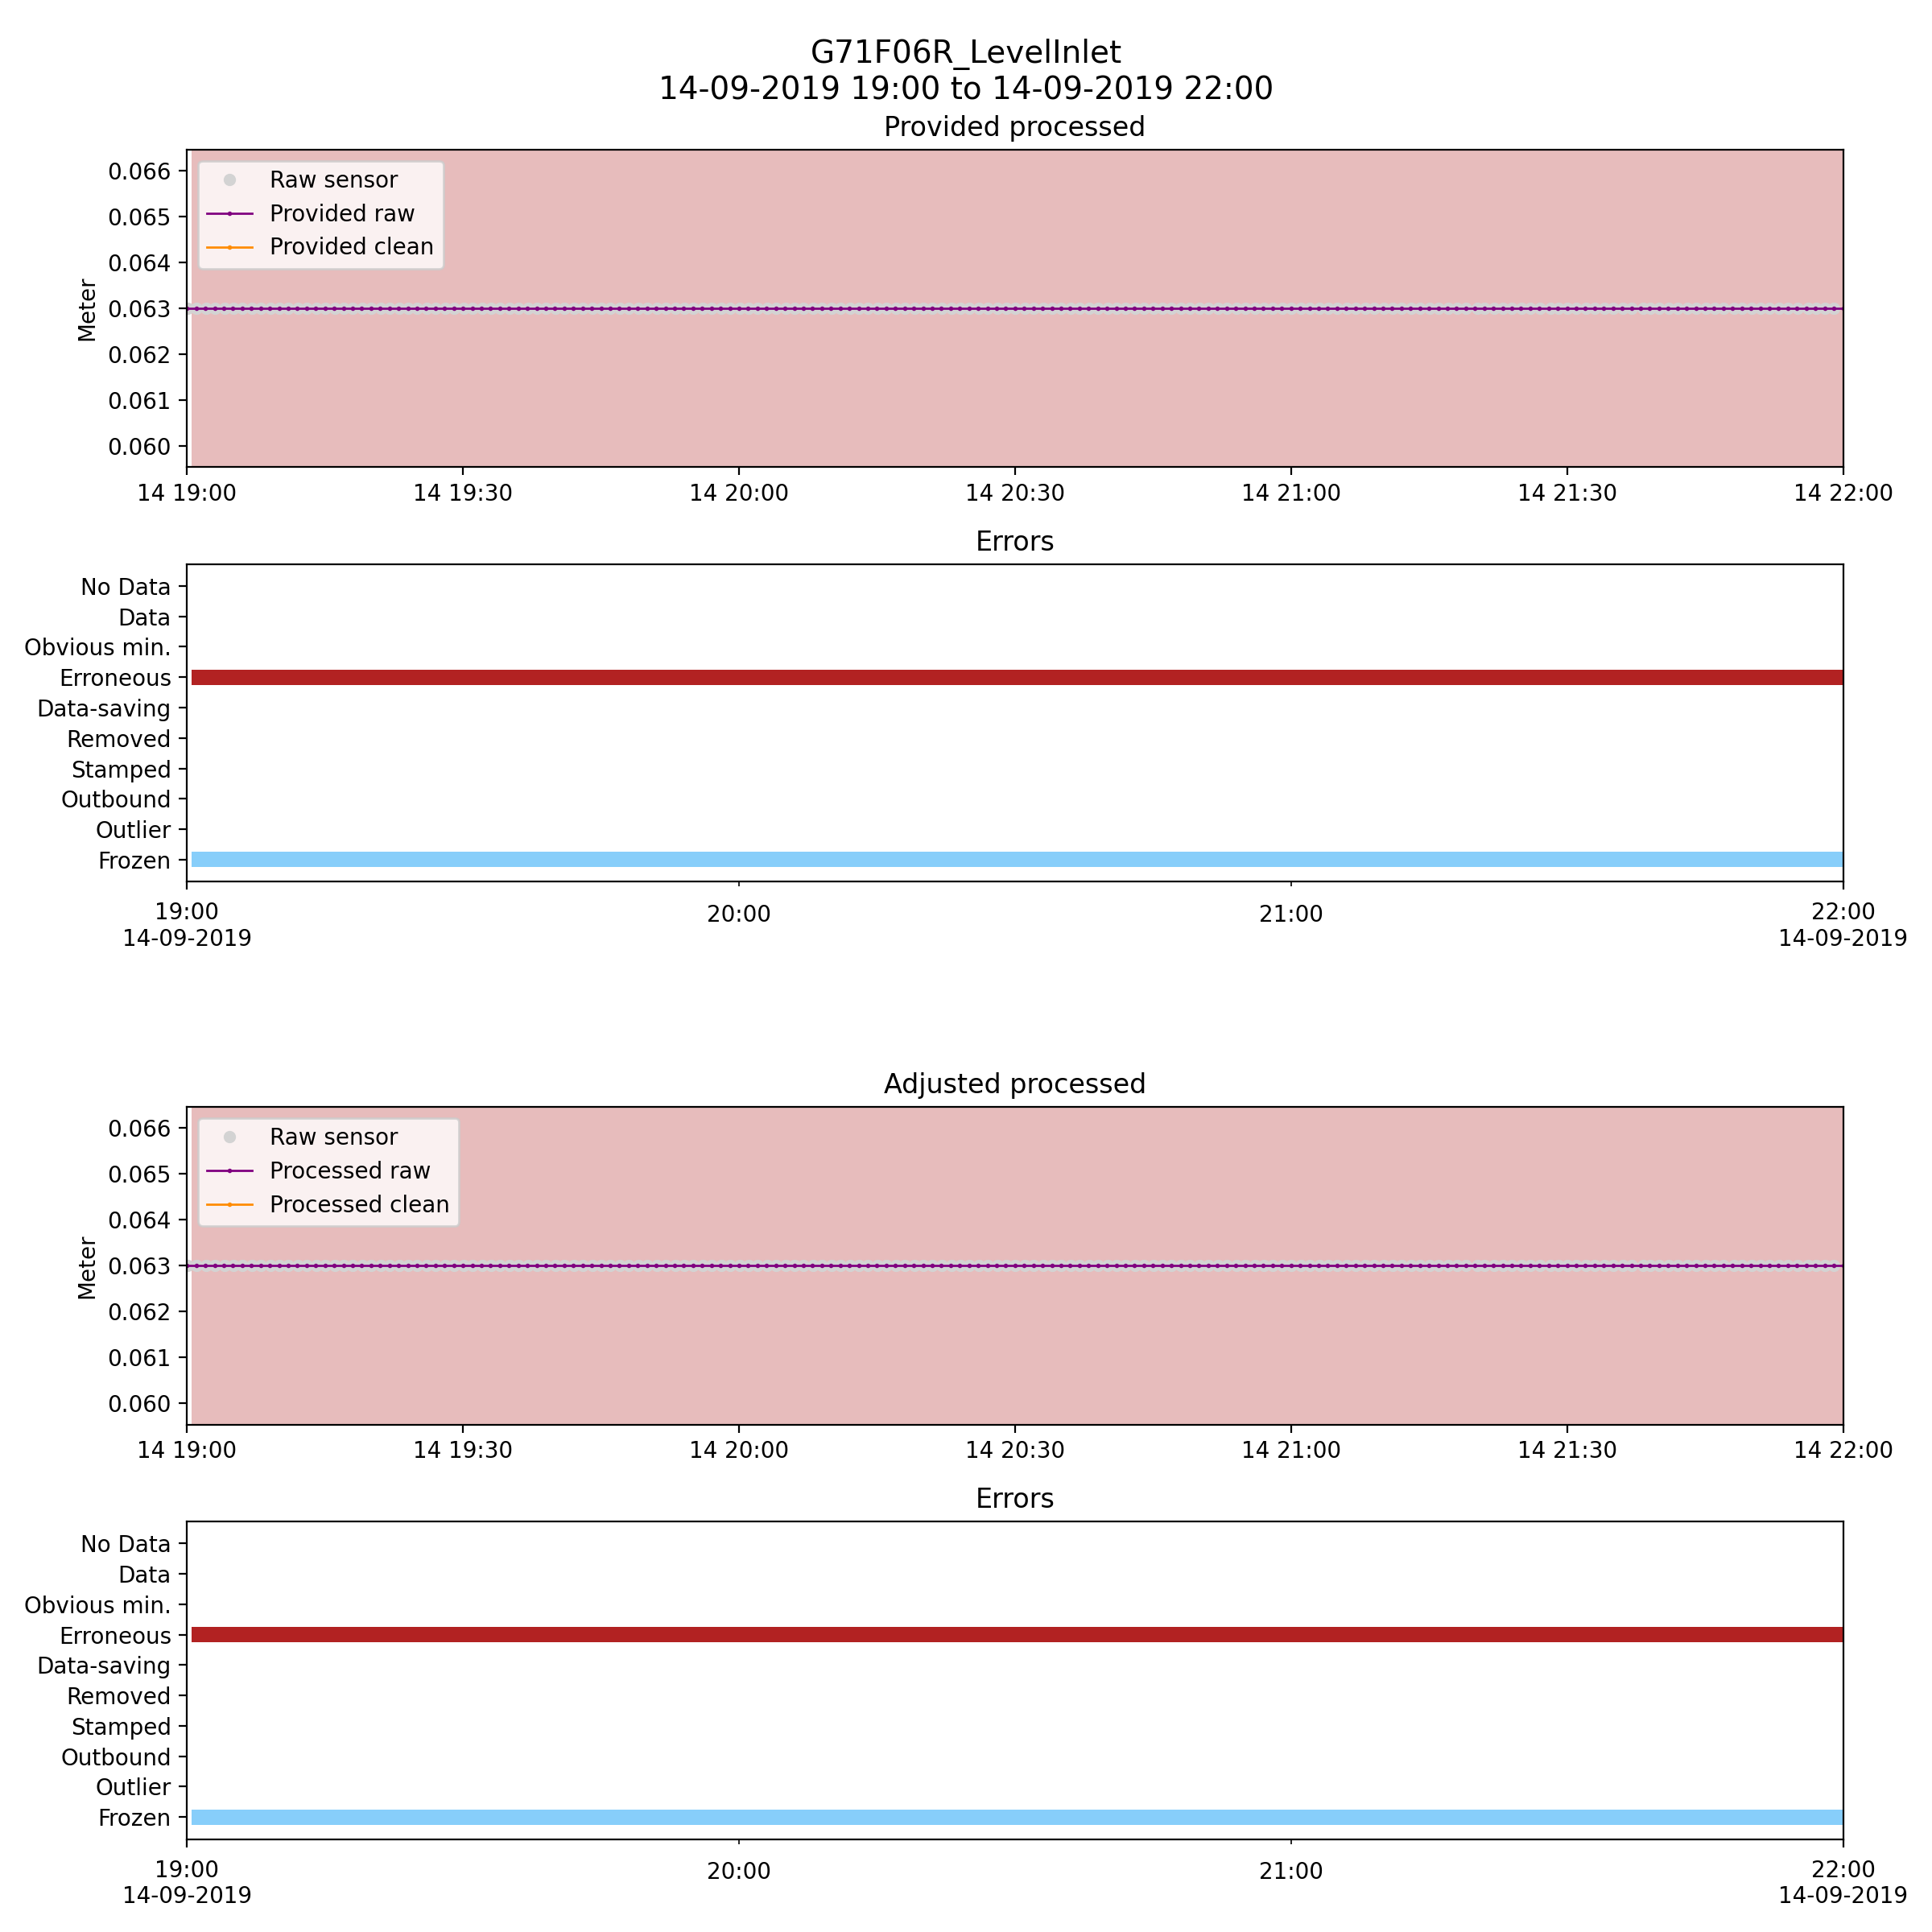 G71F06R_LevelInlet
14-09-2019 19:00 to 14-09-2019 22:00
Provided processed
Meter
0.066
0.065
0.064
0.063
0.062
0.061
0.060
Raw sensor
Provided raw
Provided clean
14 19:00 14 19:30 14 20:00 14 20:30 14 21:00 14 21:30 14 22:00
Errors
No Data
Data
Obvious min.
Erroneous
Data-saving
Removed
Stamped
Outbound
Outlier
Frozen
19:00 20:00 21:00 22:00
14-09-2019 14-09-2019
Adjusted processed
Meter
0.066
0.065
0.064
0.063
0.062
0.061
0.060
Raw sensor
Processed raw
Processed clean
14 19:00 14 19:30 14 20:00 14 20:30 14 21:00 14 21:30 14 22:00
Errors
No Data
Data
Obvious min.
Erroneous
Data-saving
Removed
Stamped
Outbound
Outlier
Frozen
19:00 20:00 21:00 22:00
14-09-2019 14-09-2019